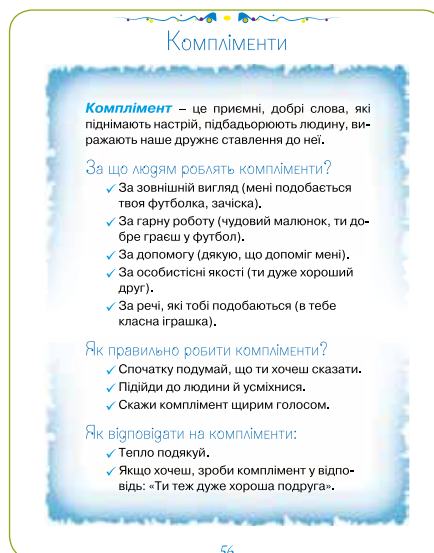 Компліменти
Комплімент – це приємні, добрі слова, які
піднімають настрій, підбадьорюють людину, ви-
ражають наше дружнє ставлення до неї.
За що людям роблять компліменти?
✓ За зовнішній вигляд (мені подобається
твоя футболка, зачіска).
✓ За гарну роботу (чудовий малюнок, ти до-
бре граєш у футбол).
✓ За допомогу (дякую, що допоміг мені).
✓ За особистісні якості (ти дуже хороший
друг).
✓ За речі, які тобі подобаються (в тебе
класна іграшка).
Як правильно робити компліменти?
✓ Спочатку подумай, що ти хочеш сказати.
✓ Підійди до людини й усміхнися.
✓ Скажи комплімент щирим голосом.
Як відповідати на компліменти:
✓ Тепло подякуй.
✓ Якщо хочеш, зроби комплімент у відпо-
відь: «Ти теж дуже хороша подруга».
56